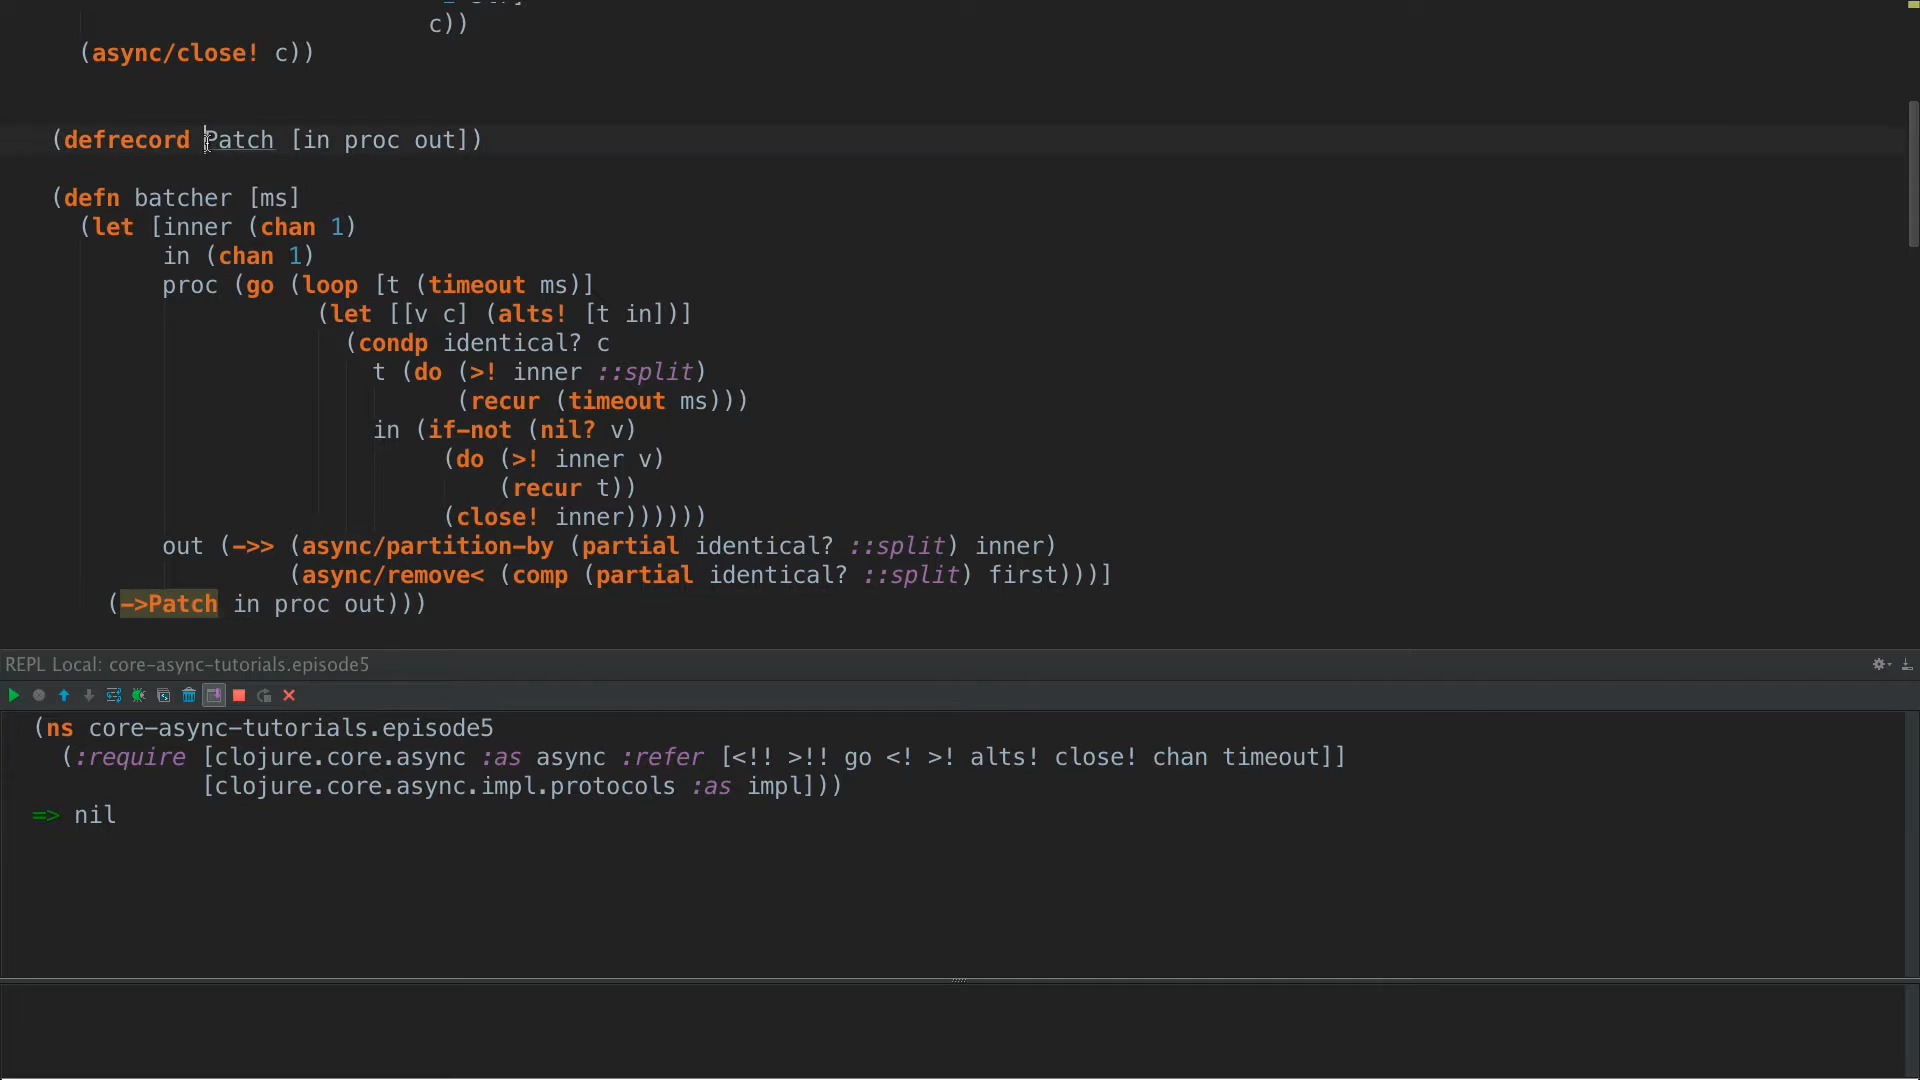 c))
(async/close! c))
(defrecord Patch [in proc out])
(defn batcher [ms]
(let [inner (chan 1)
in (chan 1)
proc (go (loop [t (timeout ms)]
(let [[v c] (alts! [t in])]
(condp identical? c
t (do (>! inner ::split)
(recur (timeout ms)))
in (if-not (nil? v)
(do (>! inner v)
(recur t))
(close! inner))))))
out (->> (async/partition-by (partial identical? ::split) inner)
(async/remove< (comp (partial identical? ::split) first)))]
(->Patch in proc out)))
REPL Local: core-async-tutorials.episode5
(ns core-async-tutorials.episode5
(:require [clojure.core.async :as async :refer [<!! >!! go <! >! alts! close! chan timeout]]
[clojure.core.async.impl.protocols :as impl]))
=> nil